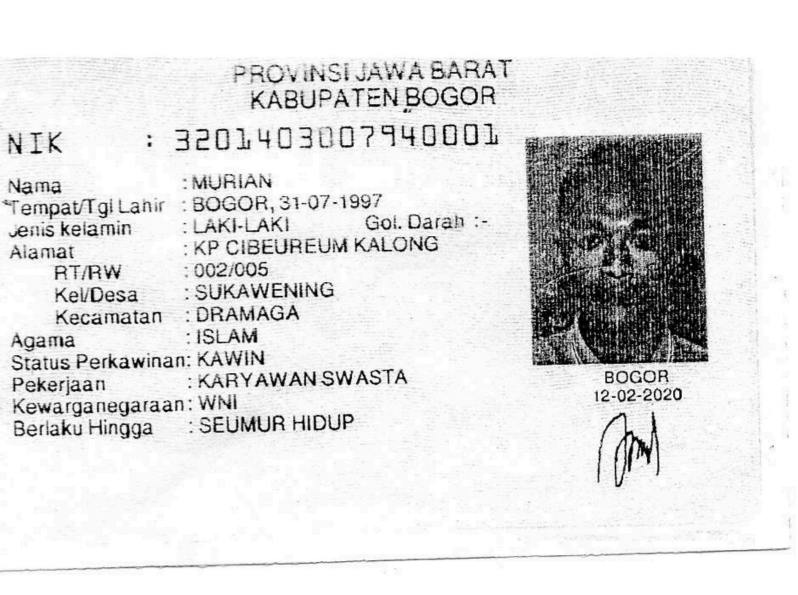 PROVINSI JAWA BARAT
KABUPATEN BOGOR
NIK : 3201403007940001
Nama : MURIAN
Tempat/Tgl Lahir : BOGOR, 31-07-1997
Jenis kelamin : LAKI-LAKI Gol. Darah :-
Alamat : KP CIBEUREUM KALONG
RT/RW : 002/005
Kel/Desa : SUKAWENING
Kecamatan : DRAMAGA
Agama : ISLAM
Status Perkawinan: KAWIN
Pekerjaan : KARYAWAN SWASTA
Kewarganegaraan: WNI
Berlaku Hingga : SEUMUR HIDUP
BOGOR
12-02-2020